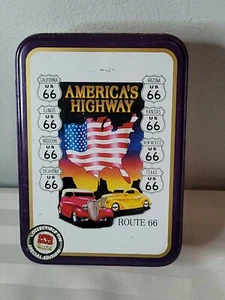 AMERICA'S
HIGHWAY
CALIFORNIA
U S
66
ARIZONA
U S
66
ILLINOIS
U S
66
KANSAS
U S
66
MISSOURI
U S
66
NEW MEXICO
U S
66
OKLAHOMA
U S
66
TEXAS
U S
66
ROUTE 66